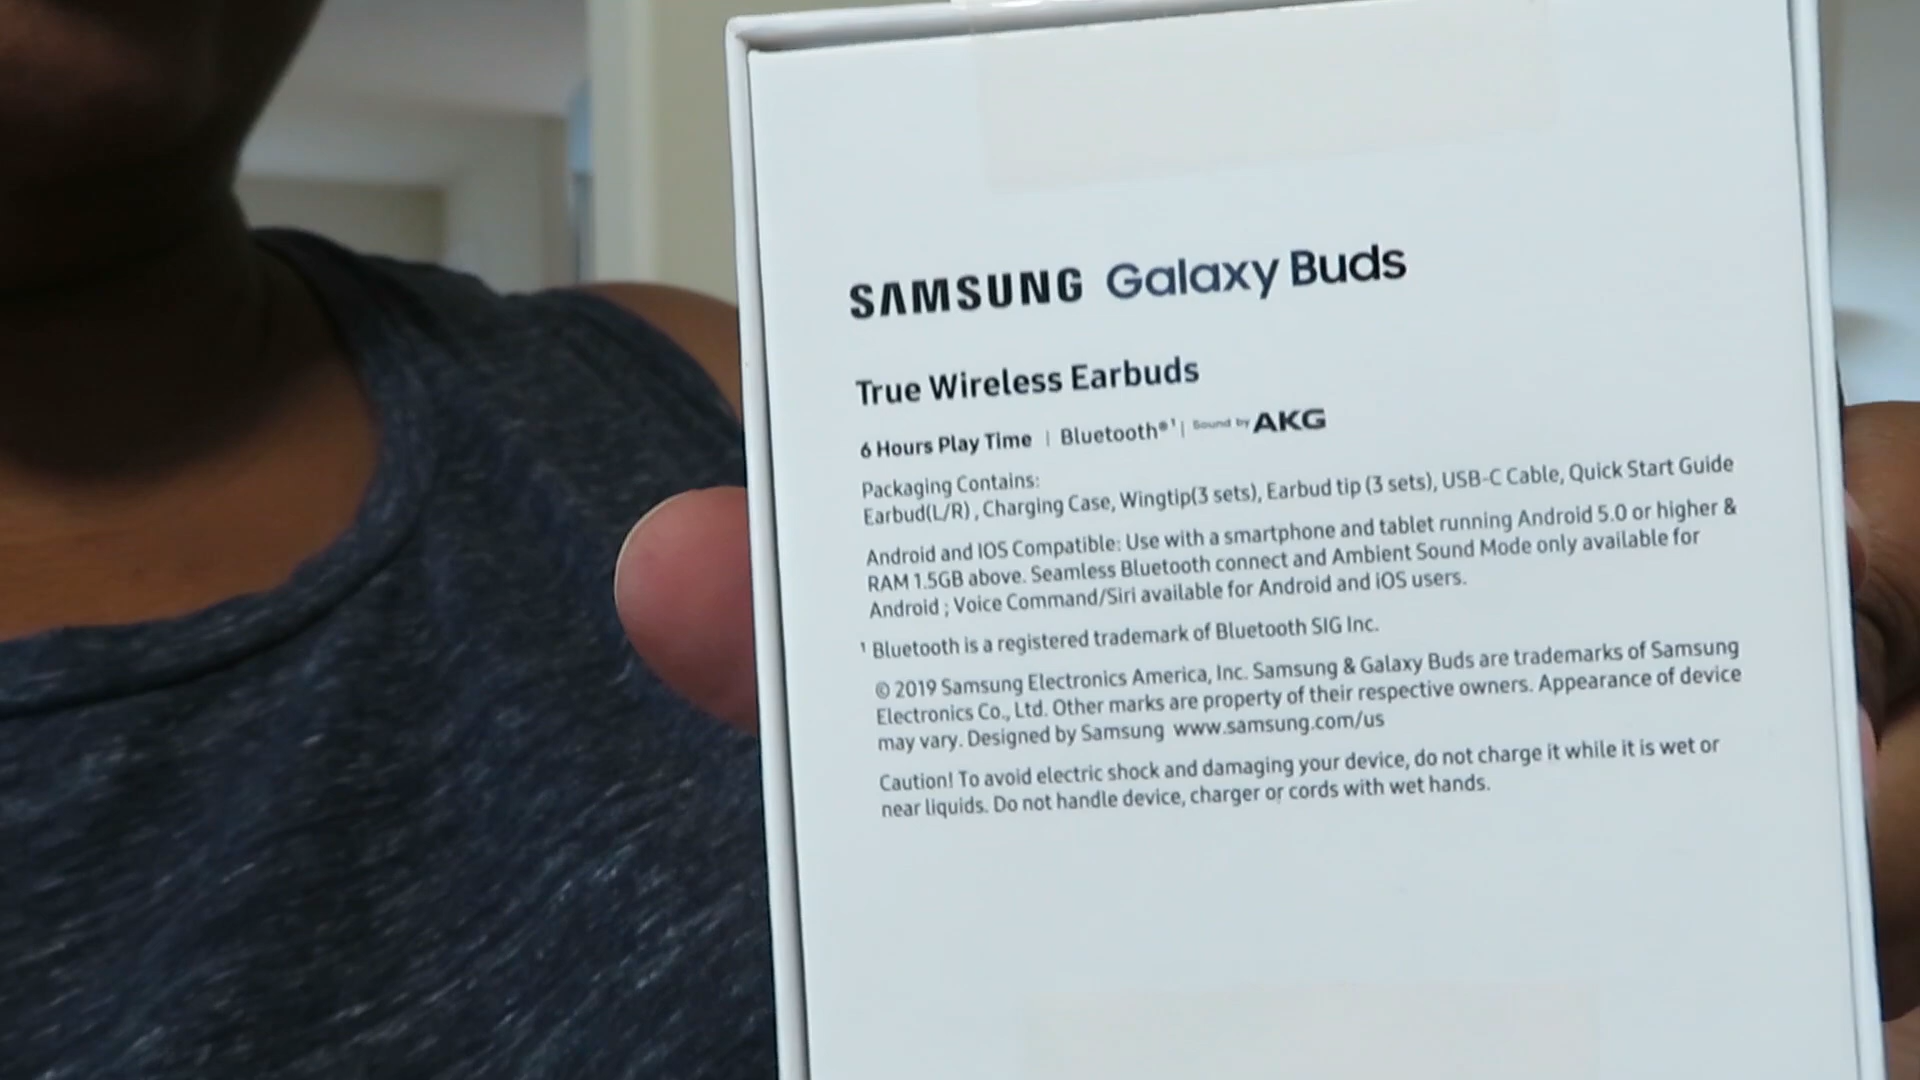 SAMSUNG Galaxy Buds
True Wireless Earbuds
6 Hours Play Time | Bluetooth®¹ | Sound by AKG
Packaging Contains:
Earbud(L/R) , Charging Case, Wingtip(3 sets), Earbud tip (3 sets), USB-C Cable, Quick Start Guide
Android and IOS Compatible: Use with a smartphone and tablet running Android 5.0 or higher &
RAM 1.5GB above. Seamless Bluetooth connect and Ambient Sound Mode only available for
Android ; Voice Command/Siri available for Android and iOS users.
¹ Bluetooth is a registered trademark of Bluetooth SIG Inc.
© 2019 Samsung Electronics America, Inc. Samsung & Galaxy Buds are trademarks of Samsung
Electronics Co., Ltd. Other marks are property of their respective owners. Appearance of device
may vary. Designed by Samsung www.samsung.com/us
Caution! To avoid electric shock and damaging your device, do not charge it while it is wet or
near liquids. Do not handle device, charger or cords with wet hands.